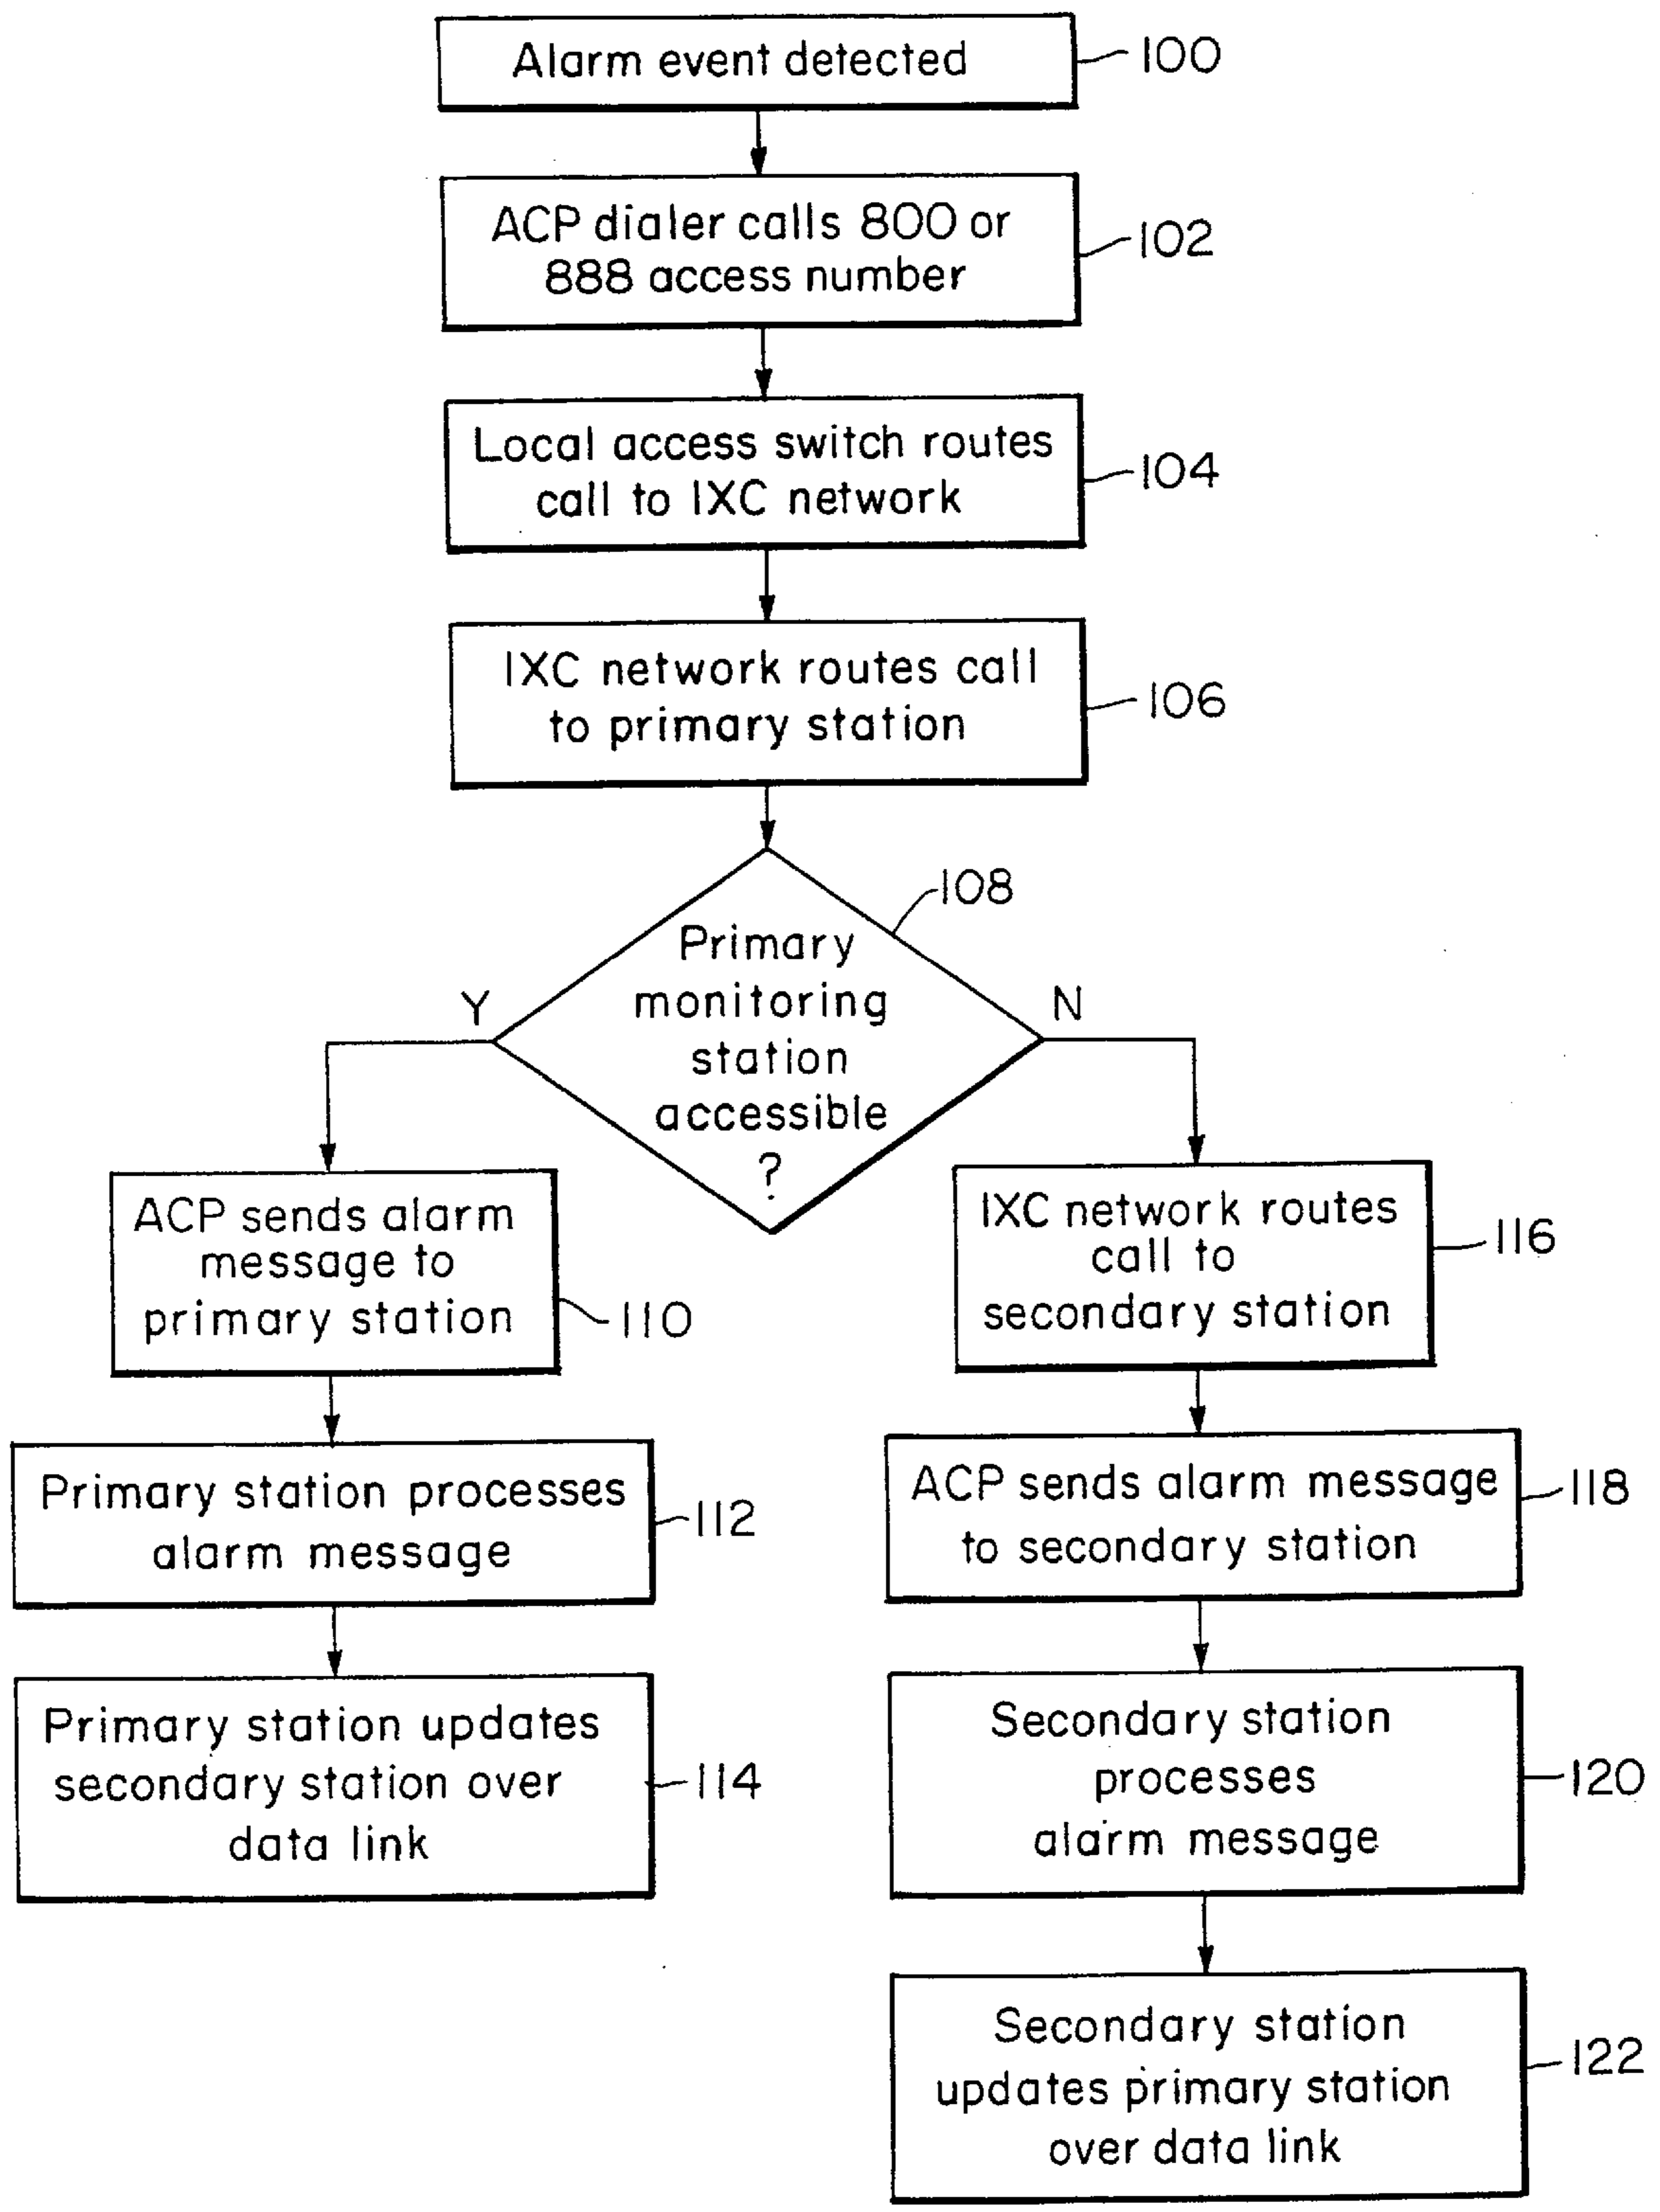 Alarm event detected
100
ACP dialer calls 800 or
888 access number
102
Local access switch routes
call to IXC network
104
IXC network routes call
to primary station
106
108
Primary
monitoring
station
accessible
?
Y
N
ACP sends alarm
message to
primary station
110
Primary station processes
alarm message
112
Primary station updates
secondary station over
data link
114
IXC network routes
call to
secondary station
116
ACP sends alarm message
to secondary station
118
Secondary station
processes
alarm message
120
Secondary station
updates primary station
over data link
122